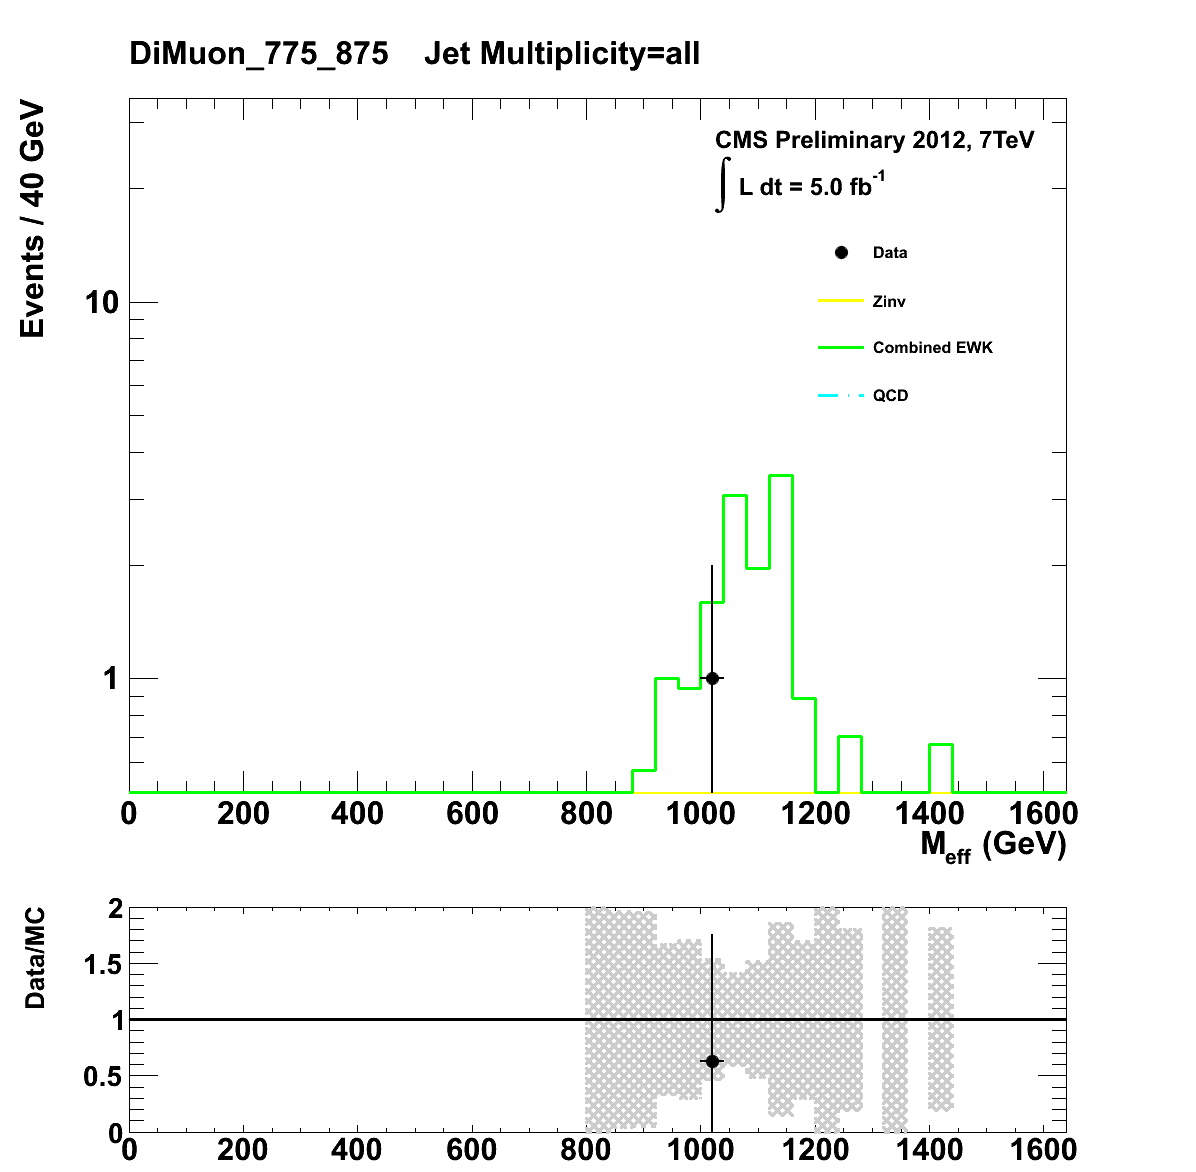 DiMuon_775_875 Jet Multiplicity=all
Events / 40 GeV
CMS Preliminary 2012, 7TeV
∫ L dt = 5.0 fb-1
Data
Zinv
Combined EWK
QCD
10
1
0 200 400 600 800 1000 1200 1400 1600
Meff (GeV)
Data/MC
2
1.5
1
0.5
0
0 200 400 600 800 1000 1200 1400 1600